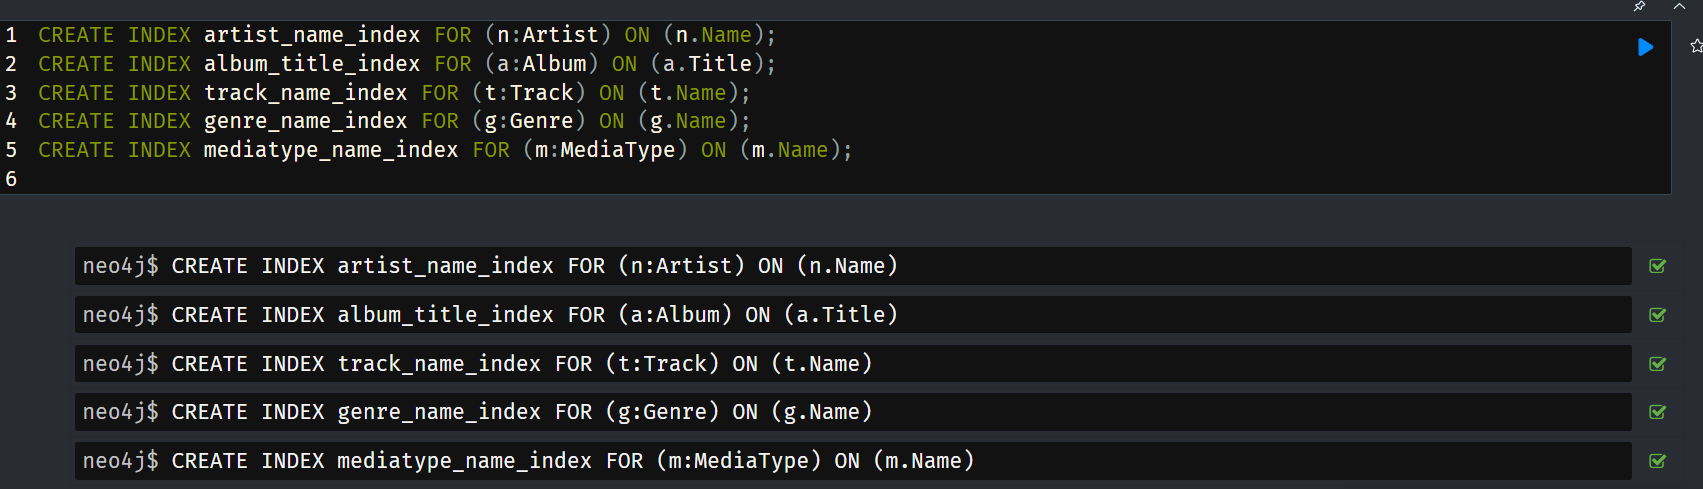 1 CREATE INDEX artist_name_index FOR (n:Artist) ON (n.Name);
2 CREATE INDEX album_title_index FOR (a:Album) ON (a.Title);
3 CREATE INDEX track_name_index FOR (t:Track) ON (t.Name);
4 CREATE INDEX genre_name_index FOR (g:Genre) ON (g.Name);
5 CREATE INDEX mediatype_name_index FOR (m:MediaType) ON (m.Name);
6
neo4j$ CREATE INDEX artist_name_index FOR (n:Artist) ON (n.Name)
neo4j$ CREATE INDEX album_title_index FOR (a:Album) ON (a.Title)
neo4j$ CREATE INDEX track_name_index FOR (t:Track) ON (t.Name)
neo4j$ CREATE INDEX genre_name_index FOR (g:Genre) ON (g.Name)
neo4j$ CREATE INDEX mediatype_name_index FOR (m:MediaType) ON (m.Name)